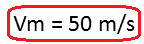 Vm = 50 m/s